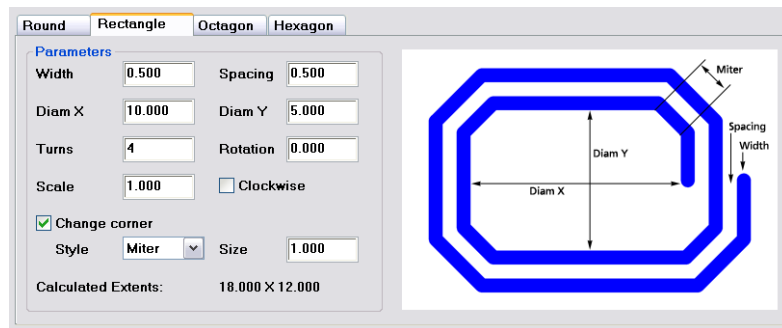 Round Rectangle Octagon Hexagon
Parameters
Width 0.500 Spacing 0.500
Diam X 10.000 Diam Y 5.000
Turns 4 Rotation 0.000
Scale 1.000 Clockwise
Change corner
Style Miter Size 1.000
Calculated Extents: 18.000 X 12.000
Miter
Spacing
Width
Diam Y
Diam X